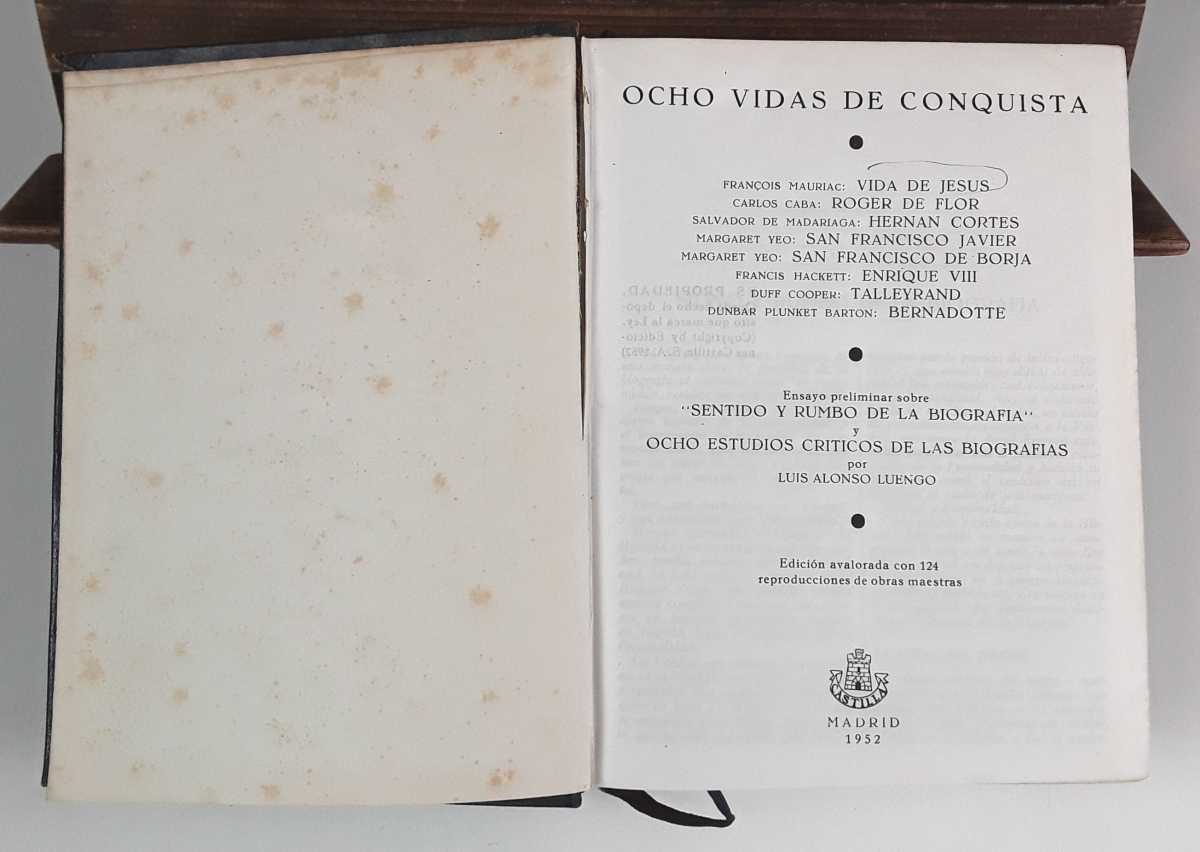 OCHO VIDAS DE CONQUISTA
FRANÇOIS MAURIAC: VIDA DE JESUS
CARLOS CABA: ROGER DE FLOR
SALVADOR DE MADARIAGA: HERNAN CORTES
MARGARET YEO: SAN FRANCISCO JAVIER
MARGARET YEO: SAN FRANCISCO DE BORJA
FRANCIS HACKETT: ENRIQUE VIII
DUFF COOPER: TALLEYRAND
DUNBAR PLUNKET BARTON: BERNADOTTE
Ensayo preliminar sobre
"SENTIDO Y RUMBO DE LA BIOGRAFIA"
y
OCHO ESTUDIOS CRITICOS DE LAS BIOGRAFIAS
por
LUIS ALONSO LUENGO
Edición avalorada con 124
reproducciones de obras maestras
CASTILLA
MADRID
1952